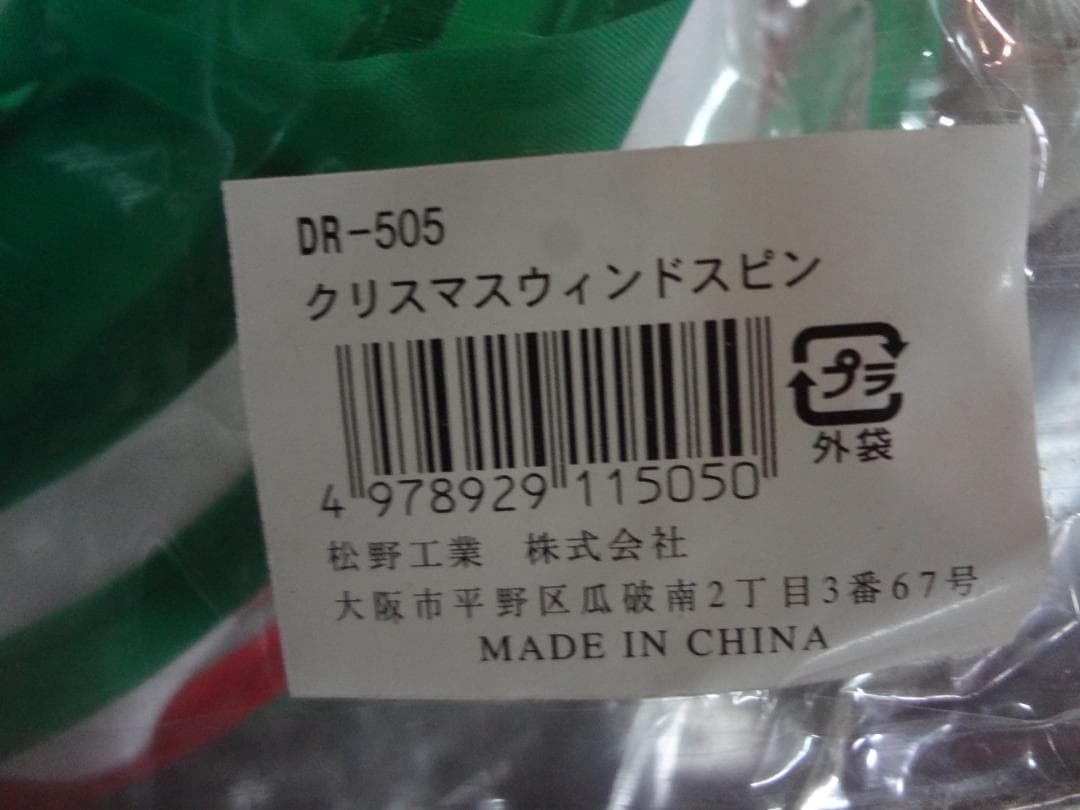 DR-505
クリスマスウィンドスピン
プラ
外袋
4 978929 115050
松野工業 株式会社
大阪市平野区瓜破南2丁目3番67号
MADE IN CHINA